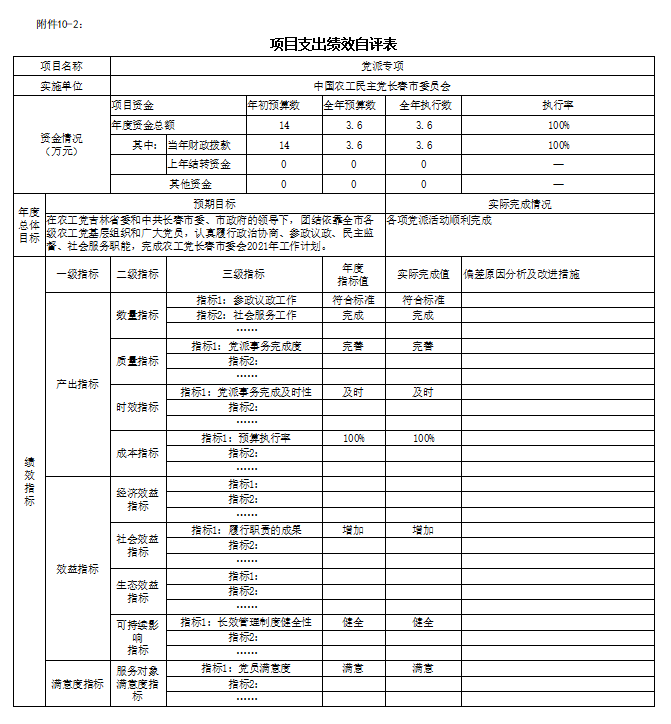 附件10-2:
项目支出绩效自评表
项目名称 党派专项
实施单位 中国农工民主党长春市委员会
资金情况（万元） 项目资金 年初预算数 全年预算数 全年执行数 执行率
年度资金总额 14 3.6 3.6 100%
其中：当年财政拨款 14 3.6 3.6 100%
上年结转资金 0 0 0 —
其他资金 0 0 0 —
年度总体目标 预期目标 实际完成情况
在农工党吉林省委和中共长春市委、市政府的领导下，团结依靠全市各 各项党派活动顺利完成
级农工党基层组织和广大党员，认真履行政治协商、参政议政、民主监
督、社会服务职能，完成农工党长春市委会2021年工作计划。
绩效指标 一级指标 二级指标 三级指标 年度指标值 实际完成值 偏差原因分析及改进措施
产出指标 数量指标 指标1：参政议政工作 符合标准 符合标准
指标2：社会服务工作 完成 完成
……
质量指标 指标1：党派事务完成度 完善 完善
指标2：
……
时效指标 指标1：党派事务完成及时性 及时 及时
指标2：
……
成本指标 指标1：预算执行率 100% 100%
指标2：
……
效益指标 经济效益指标 指标1：
指标2：
……
社会效益指标 指标1：履行职责的成果 增加 增加
指标2：
……
生态效益指标 指标1：
指标2：
……
可持续影响指标 指标1：长效管理制度健全性 健全 健全
指标2：
……
满意度指标 服务对象满意度指标 指标1：党员满意度 满意 满意
指标2：
……